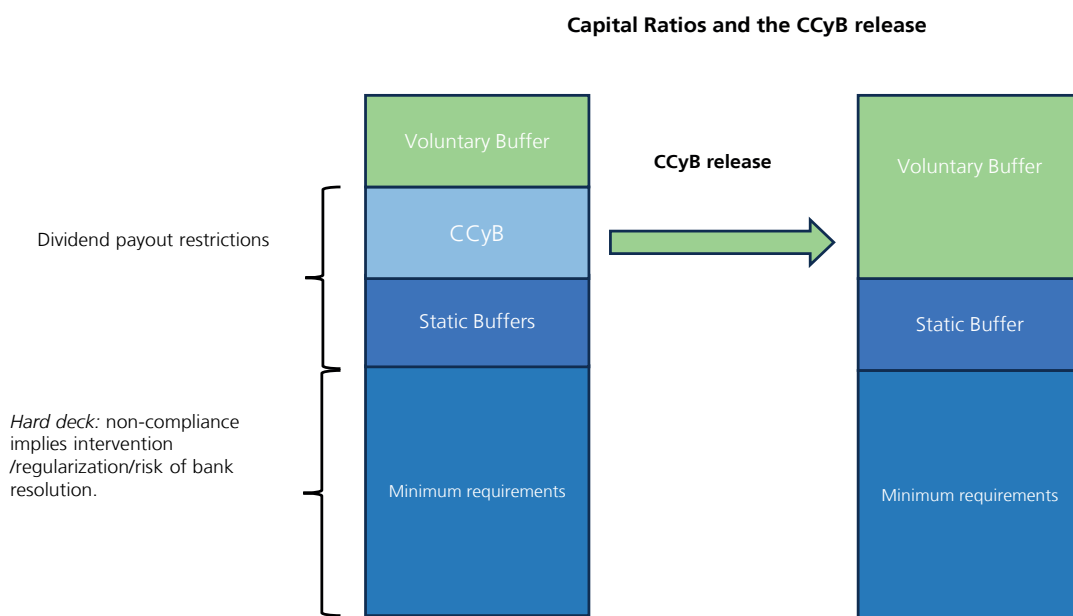 Capital Ratios and the CCyB release
Voluntary Buffer
CCyB release
Voluntary Buffer
Dividend payout restrictions
CCyB
Static Buffers
Static Buffer
Hard deck: non-compliance
implies intervention
/regularization/risk of bank
resolution.
Minimum requirements
Minimum requirements